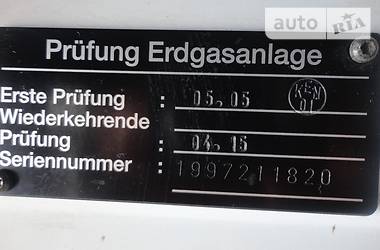 auto RIA
Prüfung Erdgasanlage
Erste Prüfung : 05.05
Wiederkehrende
Prüfung : 04.15
Seriennummer : 1997211820